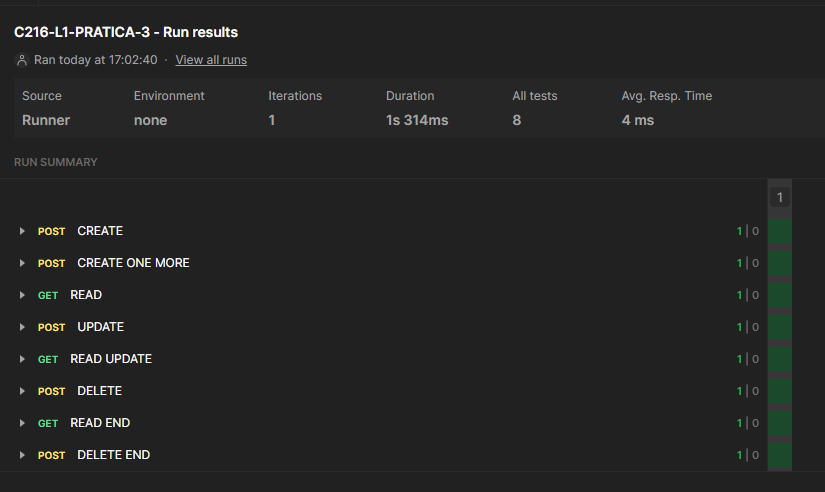 C216-L1-PRATICA-3 - Run results
Ran today at 17:02:40 · View all runs
Source Environment Iterations Duration All tests Avg. Resp. Time
Runner none 1 1s 314ms 8 4 ms
RUN SUMMARY
1
POST CREATE 1 | 0
POST CREATE ONE MORE 1 | 0
GET READ 1 | 0
POST UPDATE 1 | 0
GET READ UPDATE 1 | 0
POST DELETE 1 | 0
GET READ END 1 | 0
POST DELETE END 1 | 0